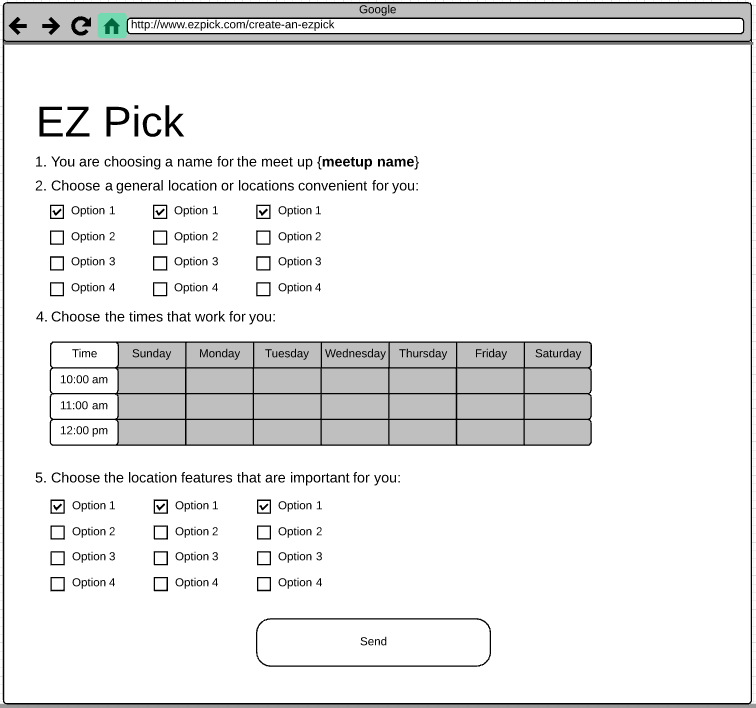 Google
http://www.ezpick.com/create-an-ezpick
EZ Pick
1. You are choosing a name for the meet up {meetup name}
2. Choose a general location or locations convenient for you:
Option 1 Option 1 Option 1
Option 2 Option 2 Option 2
Option 3 Option 3 Option 3
Option 4 Option 4 Option 4
4. Choose the times that work for you:
Time Sunday Monday Tuesday Wednesday Thursday Friday Saturday
10:00 am
11:00 am
12:00 pm
5. Choose the location features that are important for you:
Option 1 Option 1 Option 1
Option 2 Option 2 Option 2
Option 3 Option 3 Option 3
Option 4 Option 4 Option 4
Send